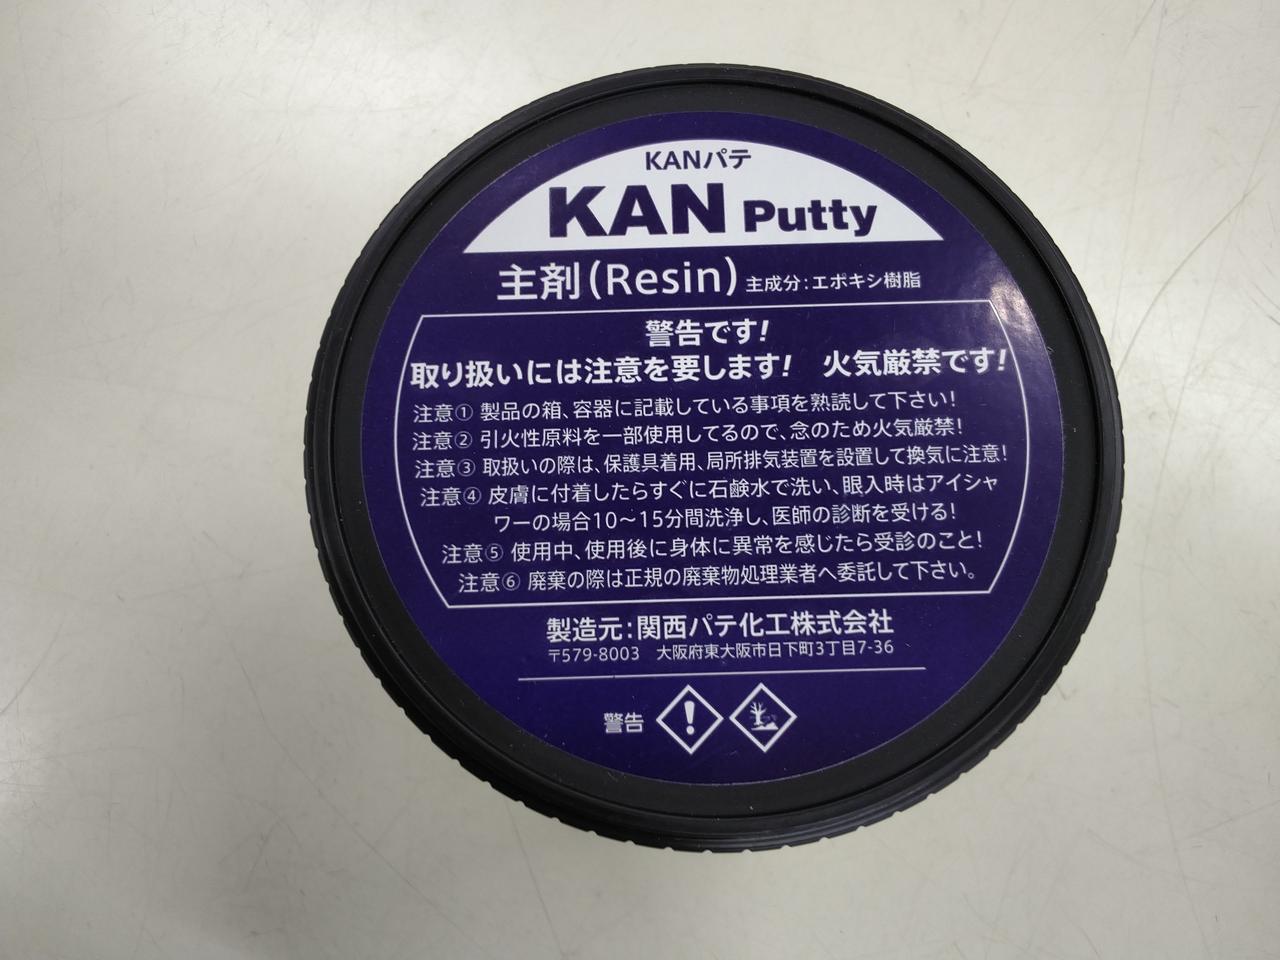 KANパテ
KAN Putty
主剤(Resin) 主成分:エポキシ樹脂
警告です!
取り扱いには注意を要します! 火気厳禁です!
注意① 製品の箱、容器に記載している事項を熟読して下さい!
注意② 引火性原料を一部使用してるので、念のため火気厳禁!
注意③ 取扱いの際は、保護具着用、局所排気装置を設置して換気に注意!
注意④ 皮膚に付着したらすぐに石鹸水で洗い、眼入時はアイシャ
ワーの場合10～15分間洗浄し、医師の診断を受ける!
注意⑤ 使用中、使用後に身体に異常を感じたら受診のこと!
注意⑥ 廃棄の際は正規の廃棄物処理業者へ委託して下さい。
製造元:関西パテ化工株式会社
〒579-8003 大阪府東大阪市日下町3丁目7-36
警告